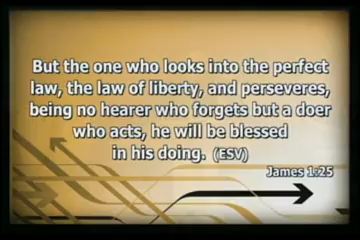 But the one who looks into the perfect
law, the law of liberty, and perseveres,
being no hearer who forgets but a doer
who acts, he will be blessed
in his doing. (ESV)
James 1:25